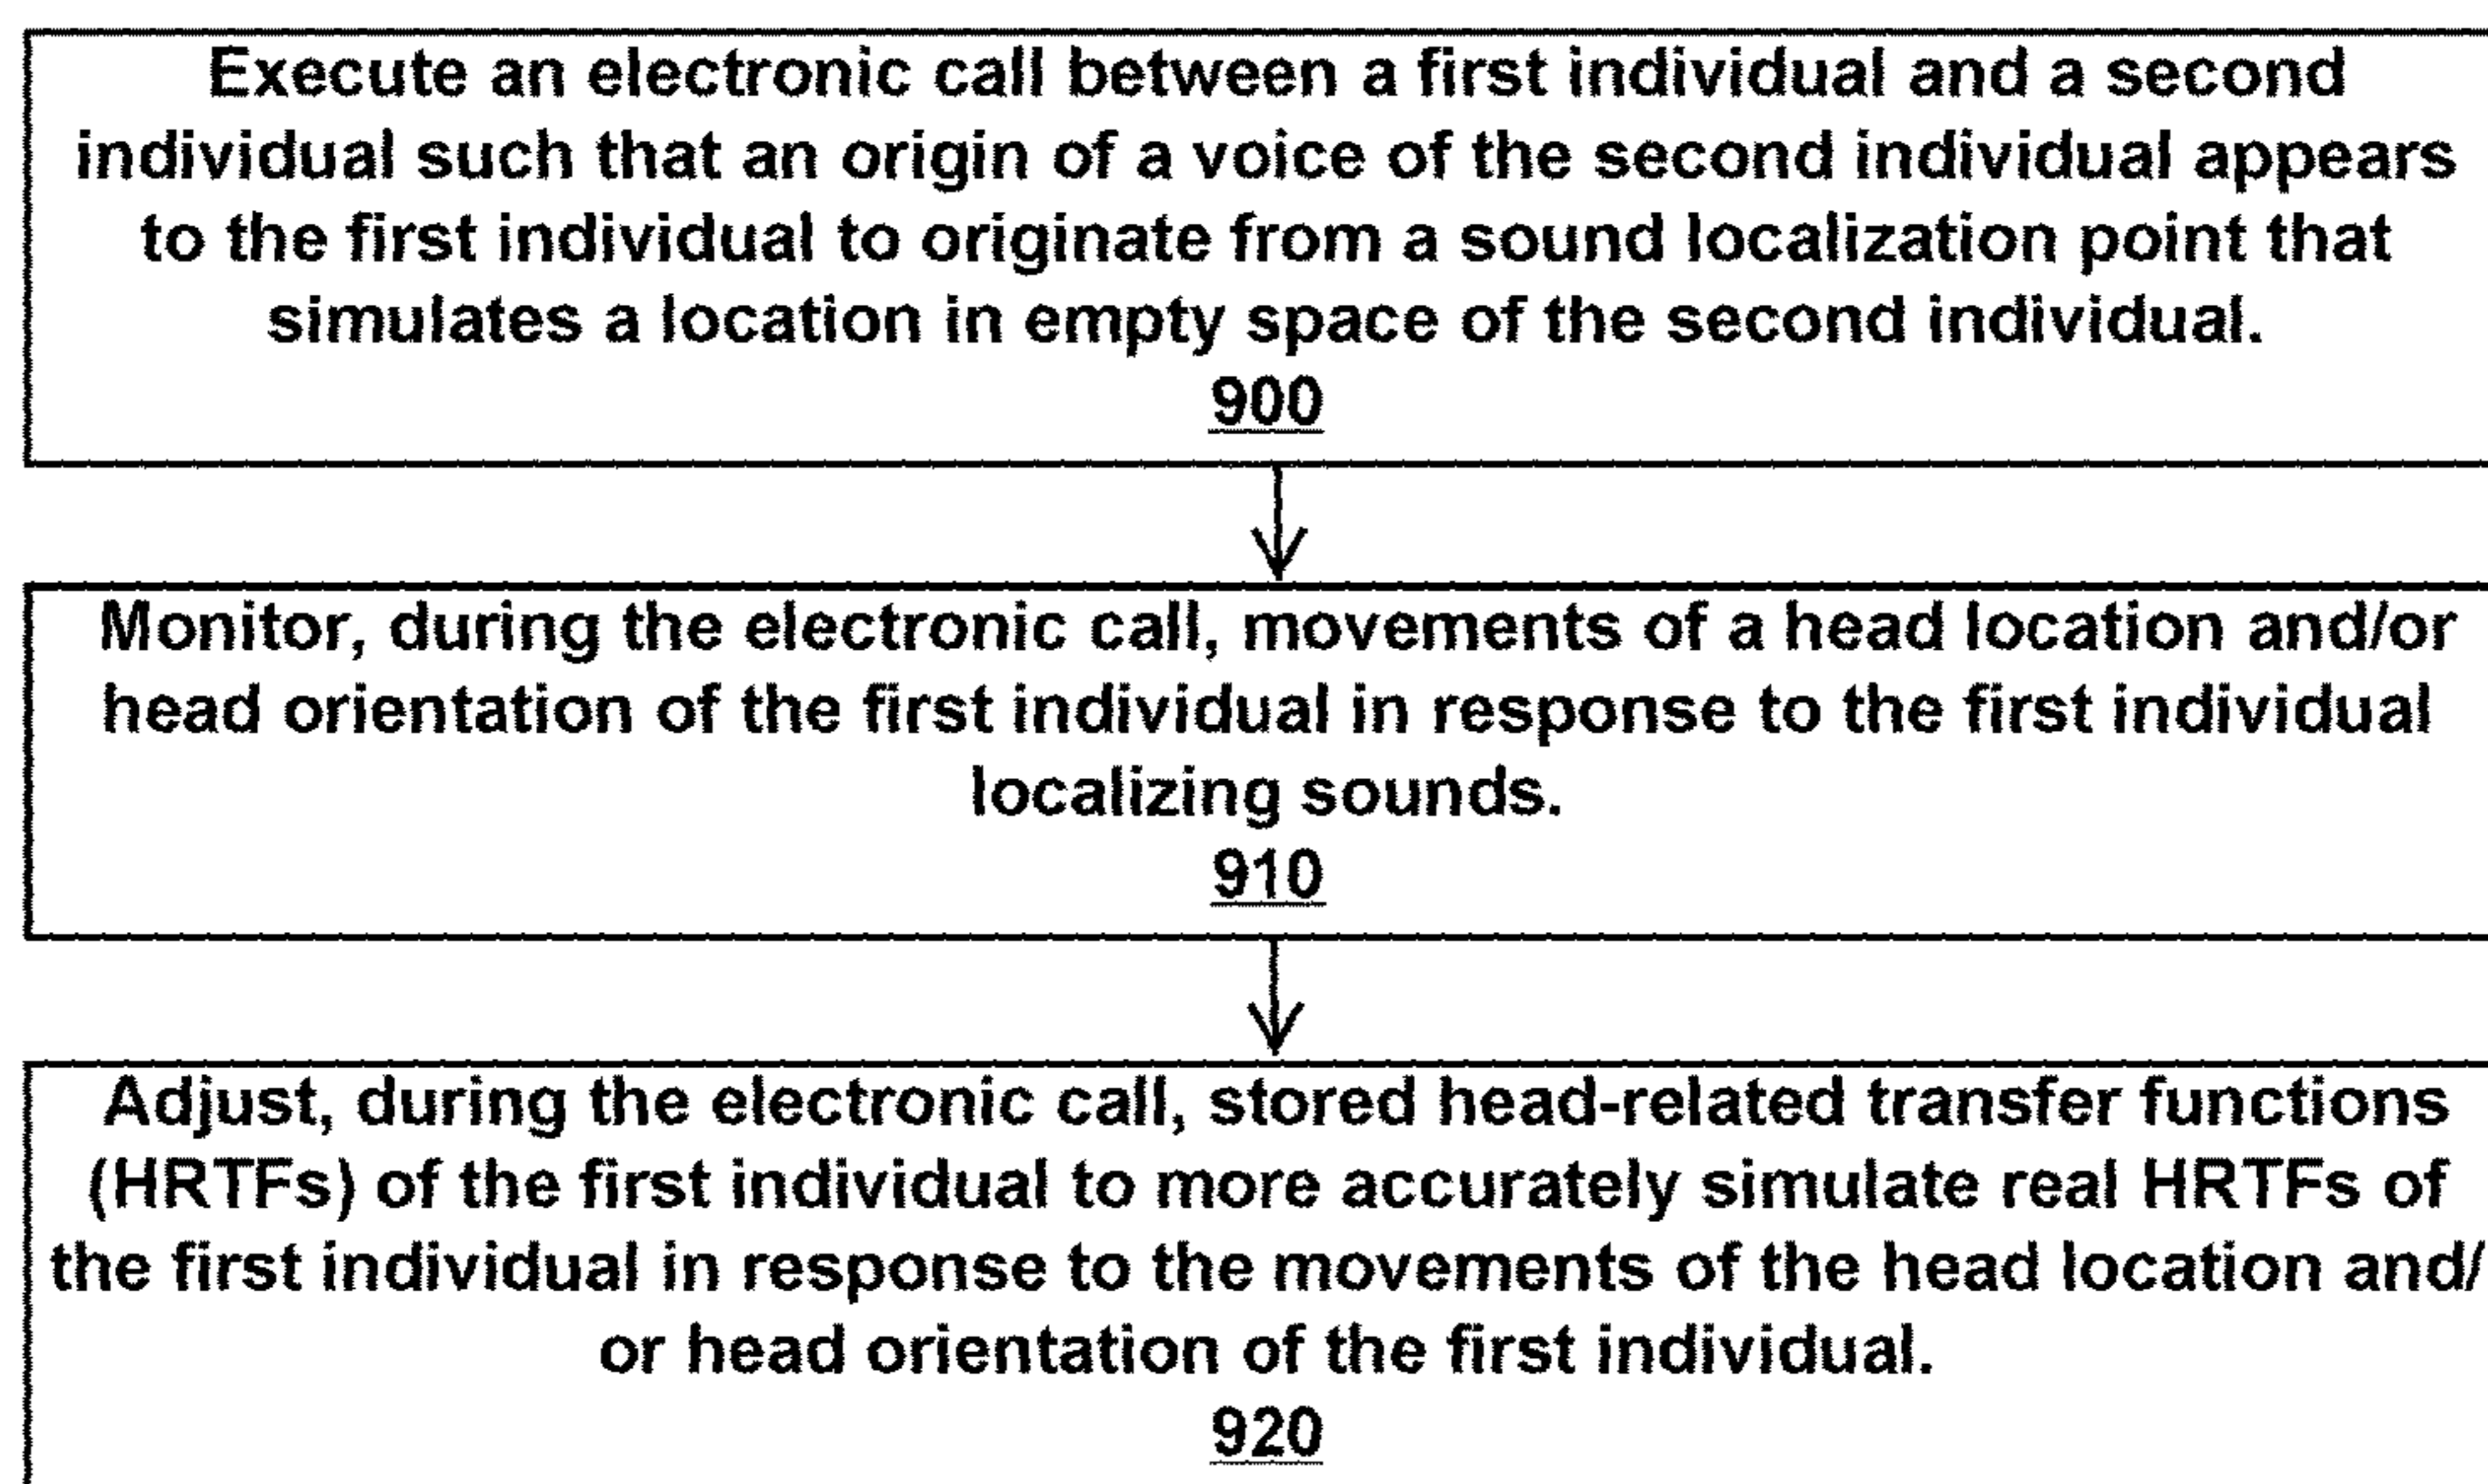 Execute an electronic call between a first individual and a second
individual such that an origin of a voice of the second individual appears
to the first individual to originate from a sound localization point that
simulates a location in empty space of the second individual.
900
Monitor, during the electronic call, movements of a head location and/or
head orientation of the first individual in response to the first individual
localizing sounds.
910
Adjust, during the electronic call, stored head-related transfer functions
(HRTFs) of the first individual to more accurately simulate real HRTFs of
the first individual in response to the movements of the head location and/
or head orientation of the first individual.
920